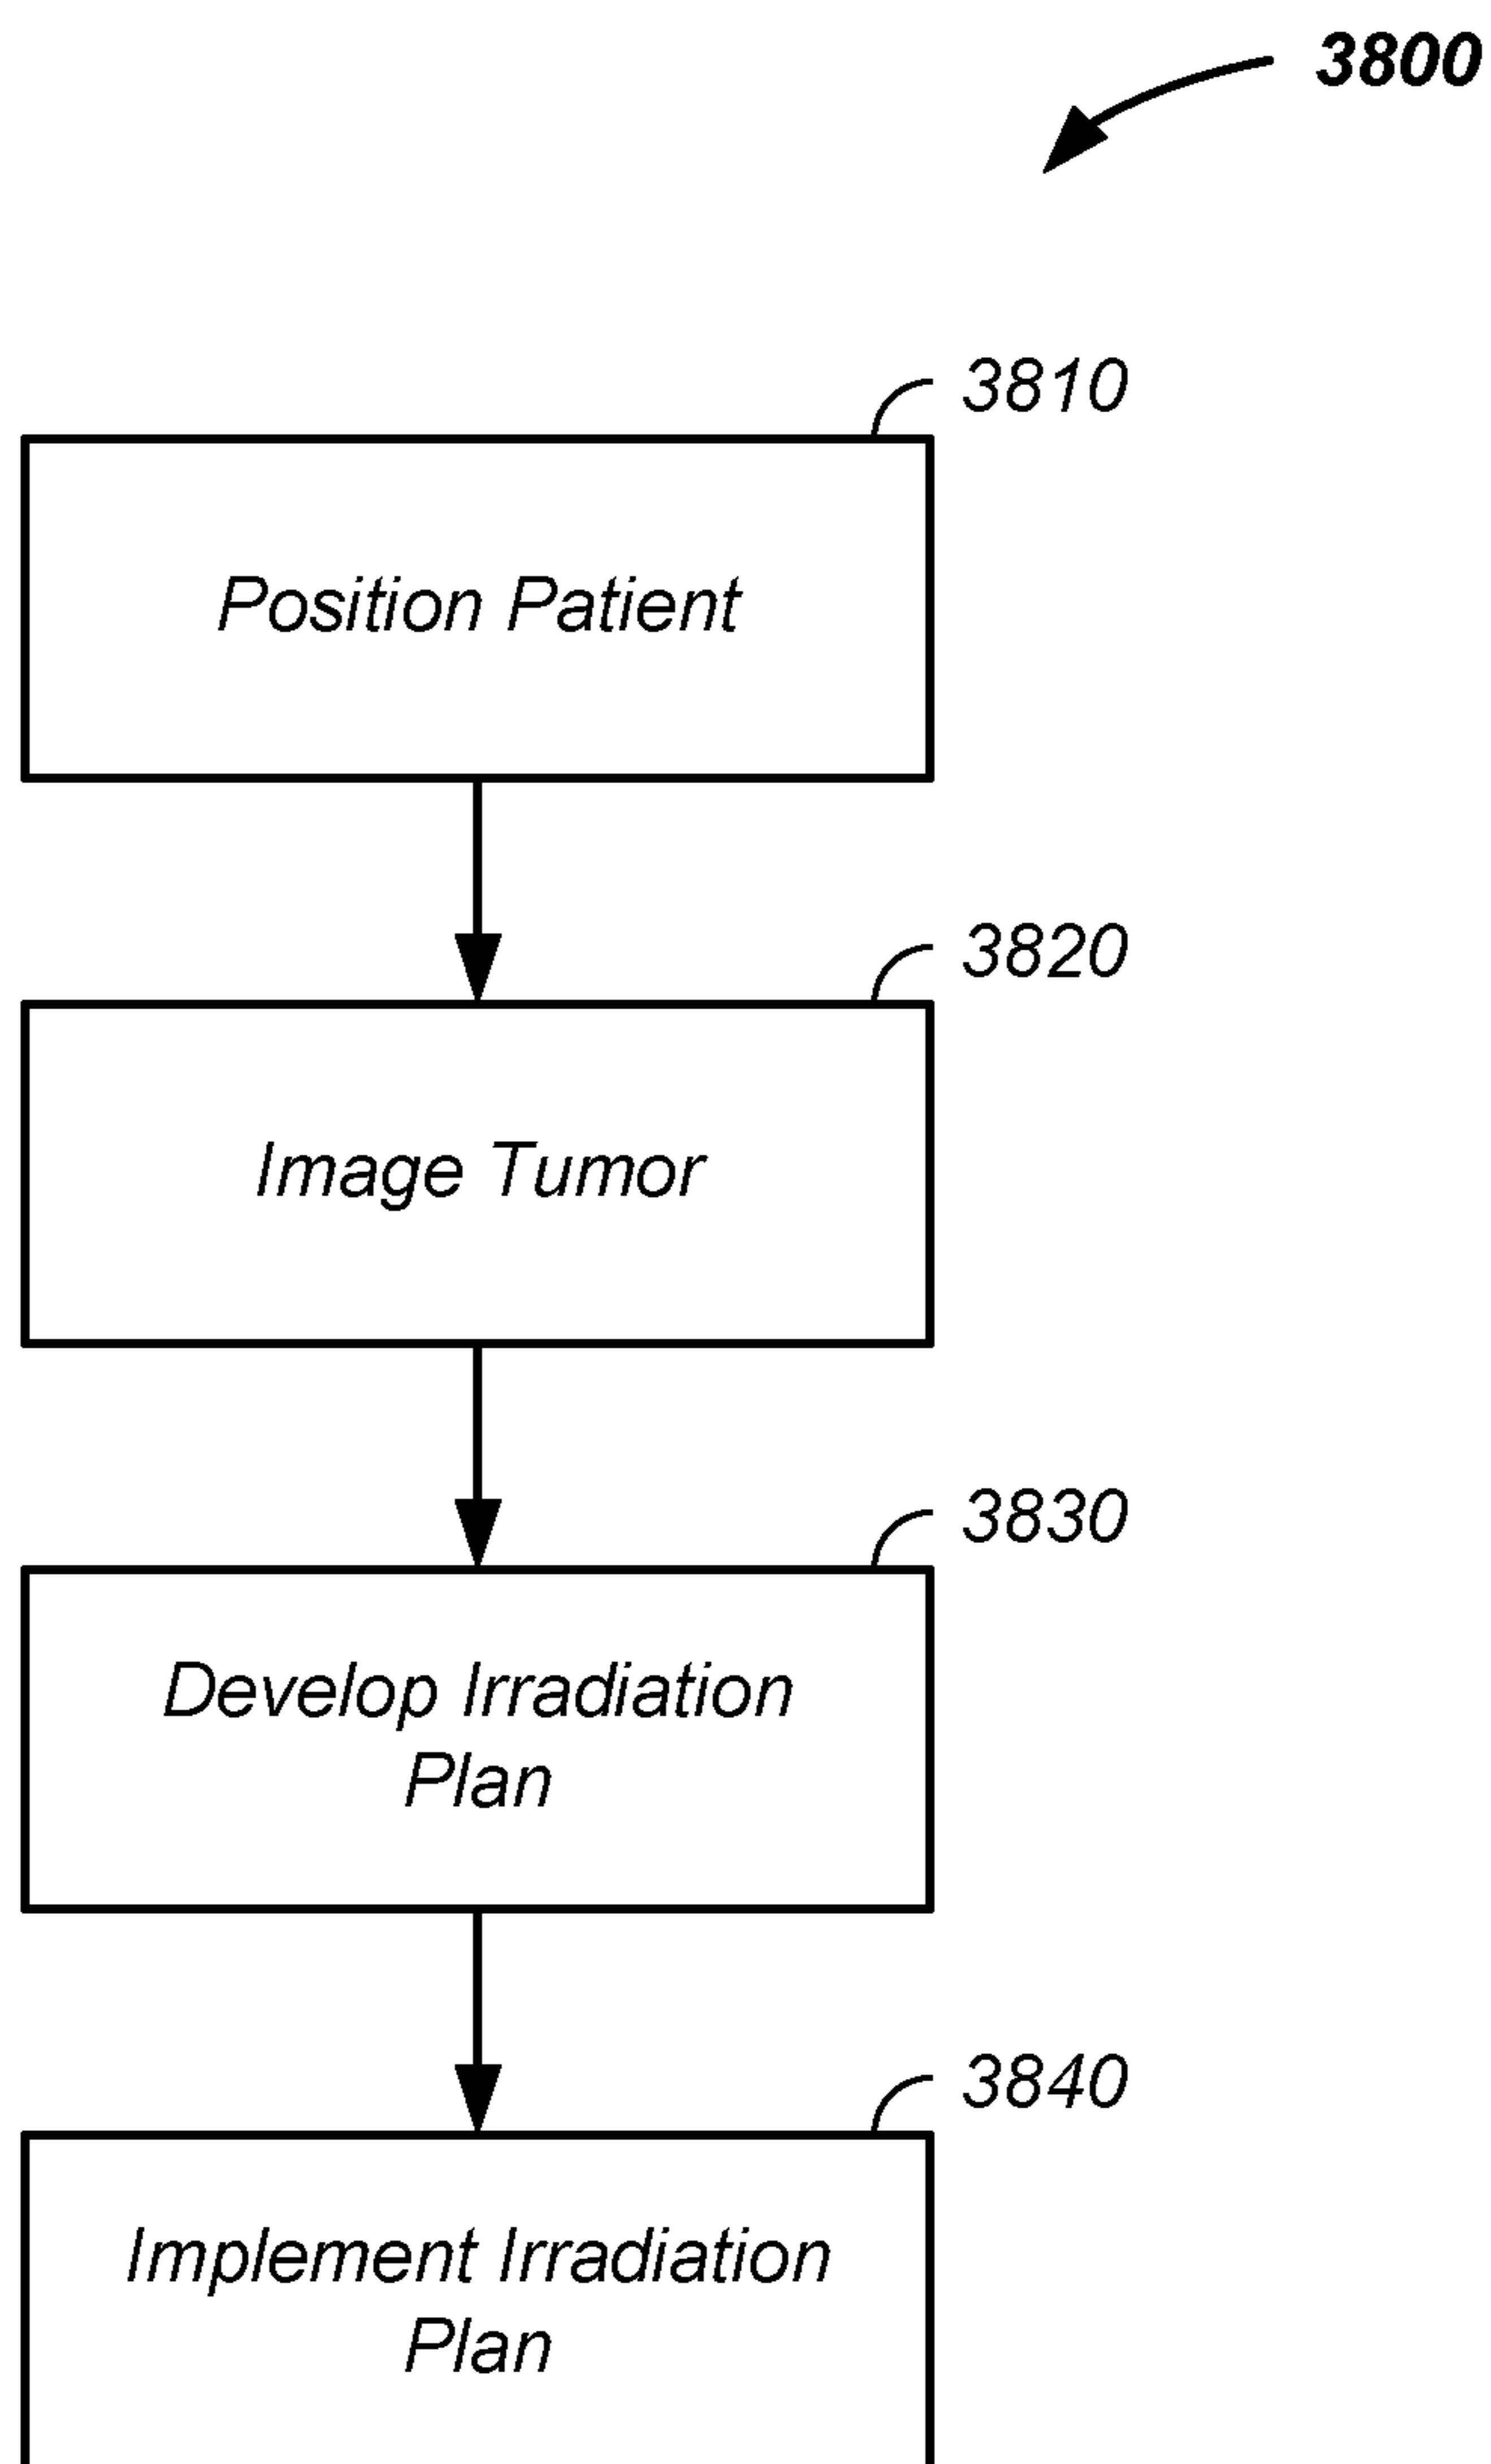 3800
3810
Position Patient
3820
Image Tumor
3830
Develop Irradiation
Plan
3840
Implement Irradiation
Plan